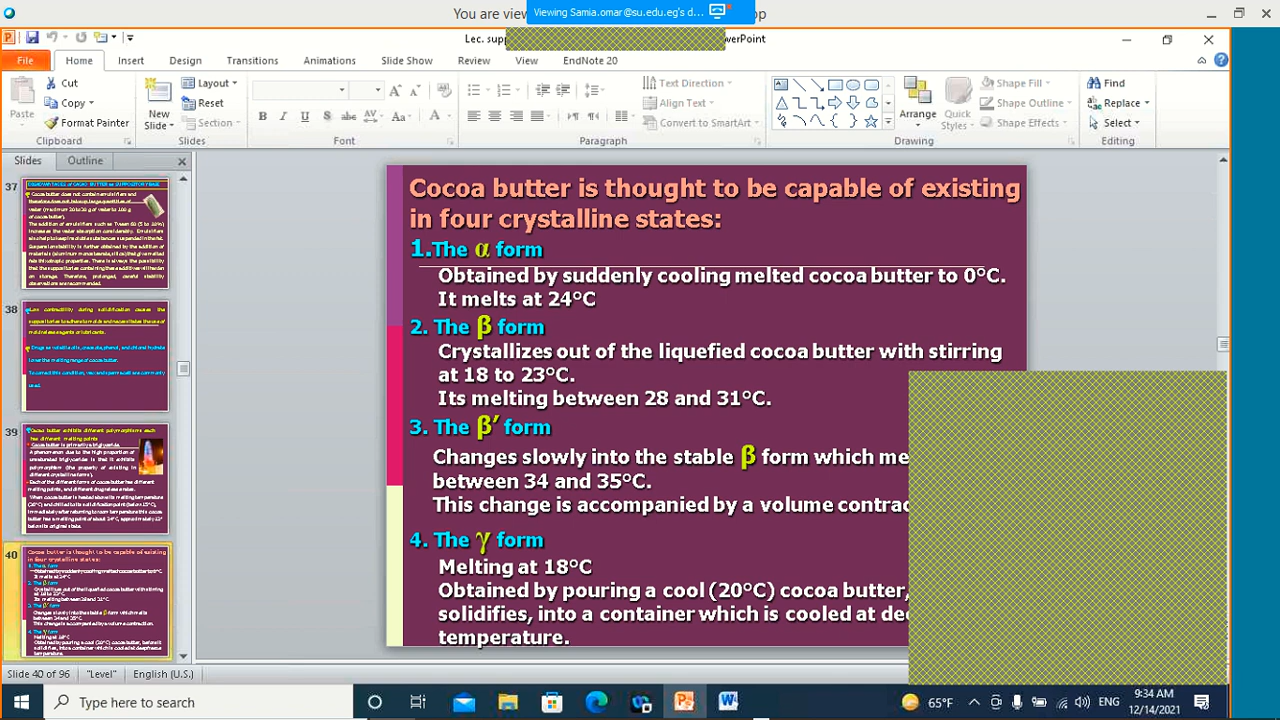 You are view
Viewing Samia.omar@su.edu.eg's d...
op
Lec. supp
PowerPoint
File Home Insert Design Transitions Animations Slide Show Review View EndNote 20
Paste
Cut
Copy
Format Painter
Clipboard
New Slide
Layout
Reset
Section
Slides
Font
Text Direction
Align Text
Convert to SmartArt
Paragraph
Arrange
Quick Styles
Shape Fill
Shape Outline
Shape Effects
Drawing
Find
Replace
Select
Editing
Slides Outline
37
38
39
40
Cocoa butter is thought to be capable of existing
in four crystalline states:
1.The α form
Obtained by suddenly cooling melted cocoa butter to 0°C.
It melts at 24°C
2. The β form
Crystallizes out of the liquefied cocoa butter with stirring
at 18 to 23°C.
Its melting between 28 and 31°C.
3. The β′ form
Changes slowly into the stable β form which me
between 34 and 35°C.
This change is accompanied by a volume contrac
4. The γ form
Melting at 18°C
Obtained by pouring a cool (20°C) cocoa butter,
solidifies, into a container which is cooled at dee
temperature.
Slide 40 of 96 "Level" English (U.S.)
Type here to search
65°F
ENG
9:34 AM
12/14/2021